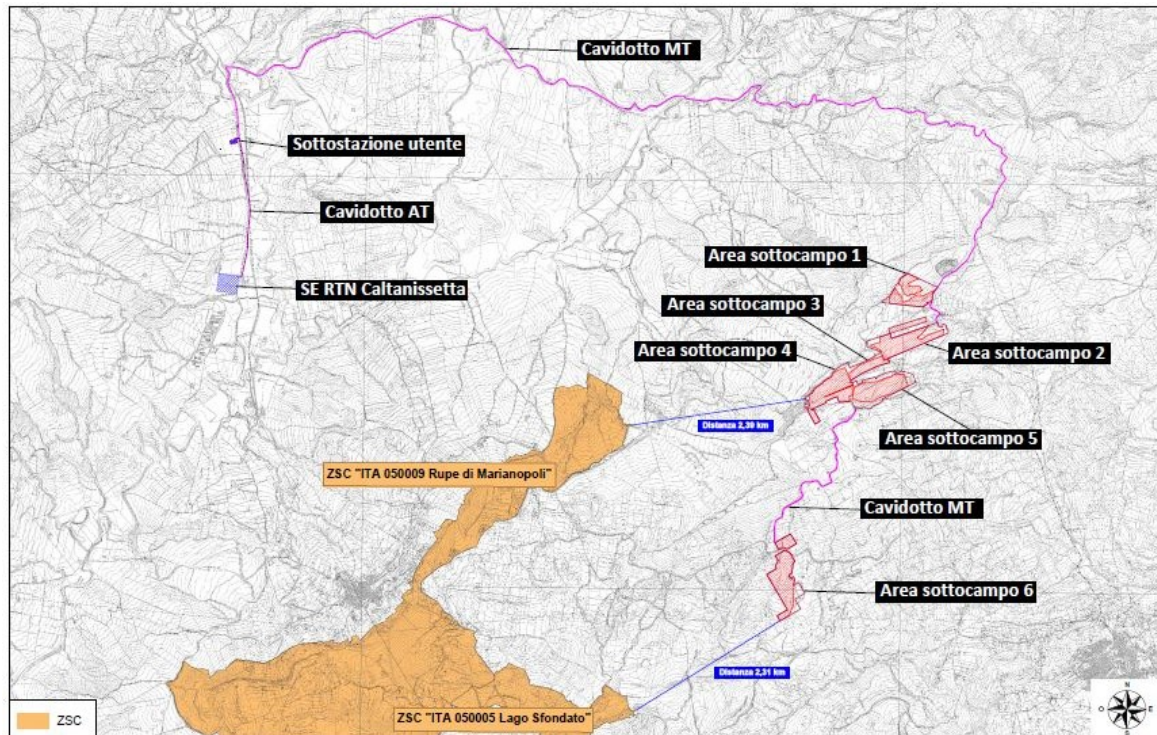 Cavidotto MT
Sottostazione utente
Cavidotto AT
Area sottocampo 1
SE RTN Caltanissetta
Area sottocampo 3
Area sottocampo 4
Area sottocampo 2
Distanza 2,39 km
Area sottocampo 5
ZSC "ITA 050009 Rupe di Marianopoli"
Cavidotto MT
Area sottocampo 6
Distanza 2,31 km
ZSC "ITA 050005 Lago Sfondato"
ZSC
N
O
E
S